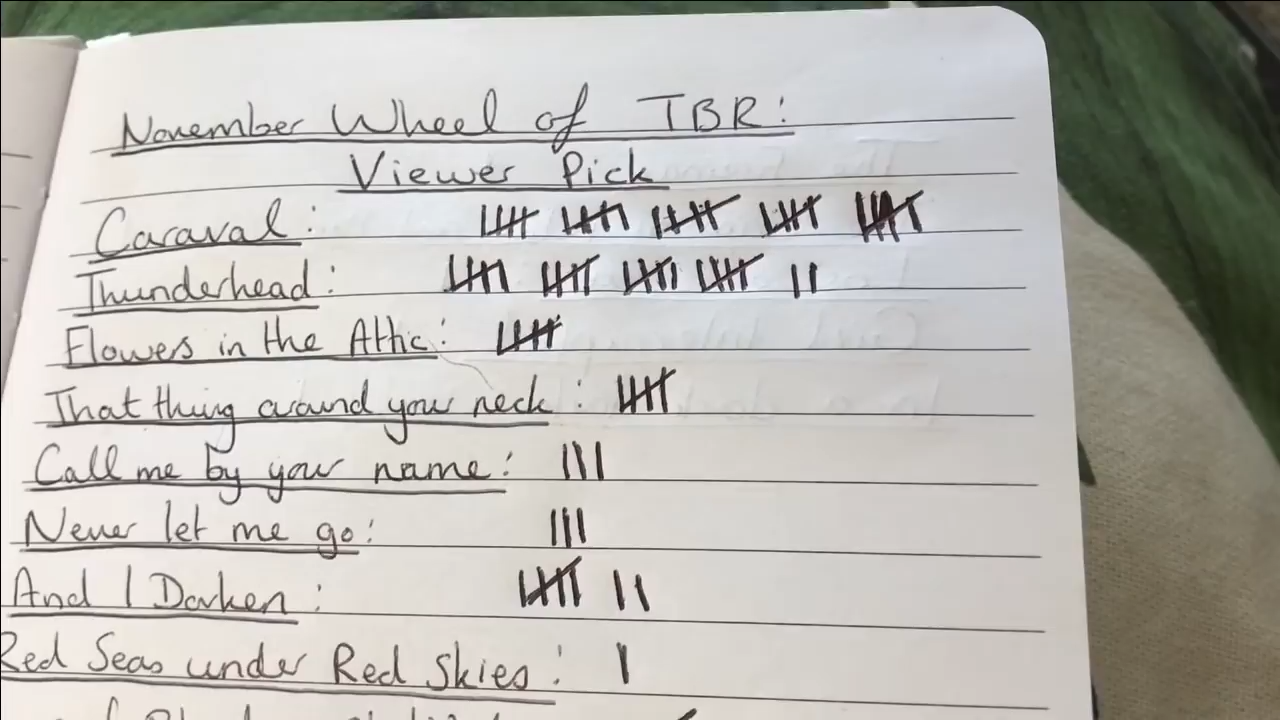 November Wheel of TBR:
Viewer Pick
Caraval:
Thunderhead:
Flowers in the Attic:
That thing around your neck:
Call me by your name:
Never let me go:
And I Darken:
Red Seas under Red Skies: